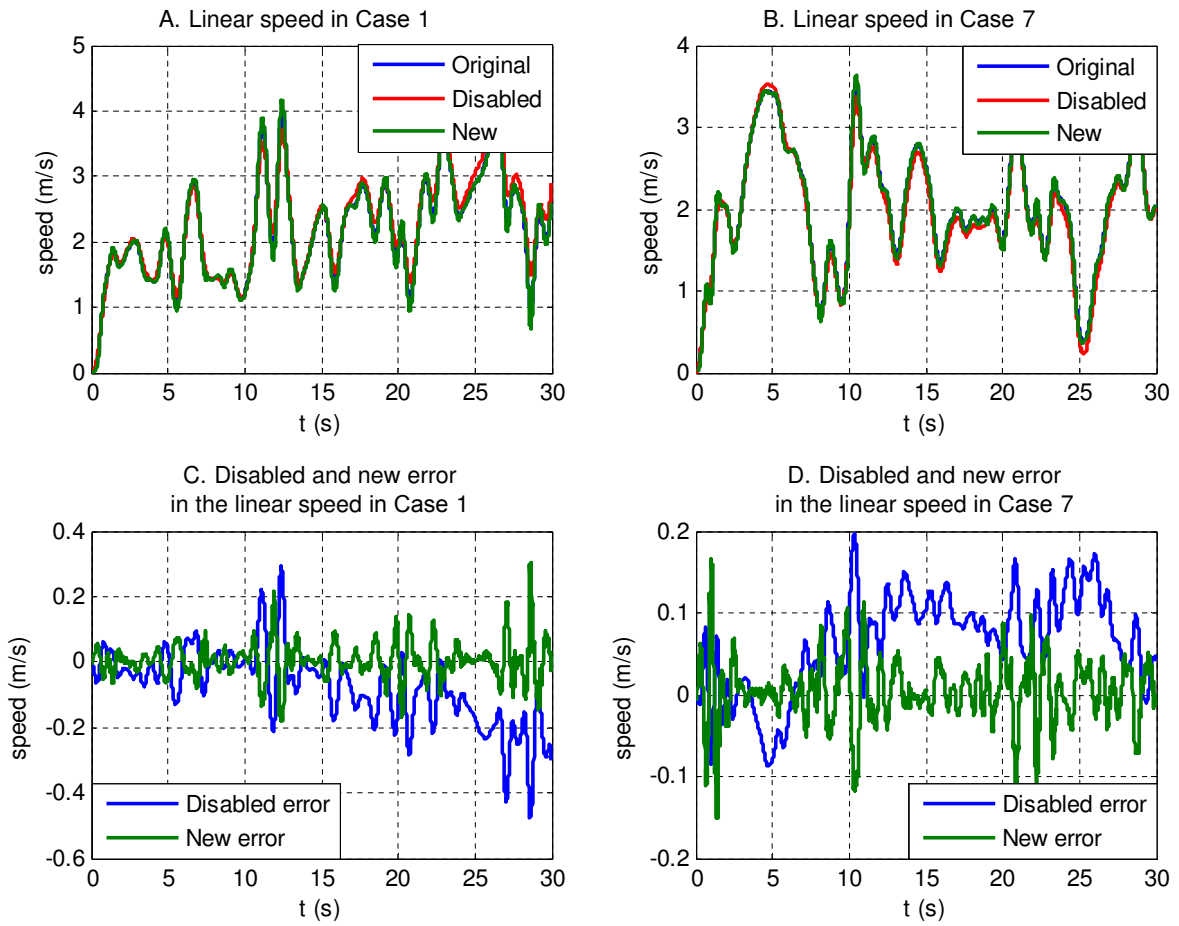 A. Linear speed in Case 1
5
4
3
2
1
0
speed (m/s)
0 5 10 15 20 25 30
t (s)
Original
Disabled
New
B. Linear speed in Case 7
4
3
2
1
0
speed (m/s)
0 5 10 15 20 25 30
t (s)
Original
Disabled
New
C. Disabled and new error
in the linear speed in Case 1
0.4
0.2
0
-0.2
-0.4
-0.6
speed (m/s)
0 5 10 15 20 25 30
t (s)
Disabled error
New error
D. Disabled and new error
in the linear speed in Case 7
0.2
0.1
0
-0.1
-0.2
speed (m/s)
0 5 10 15 20 25 30
t (s)
Disabled error
New error